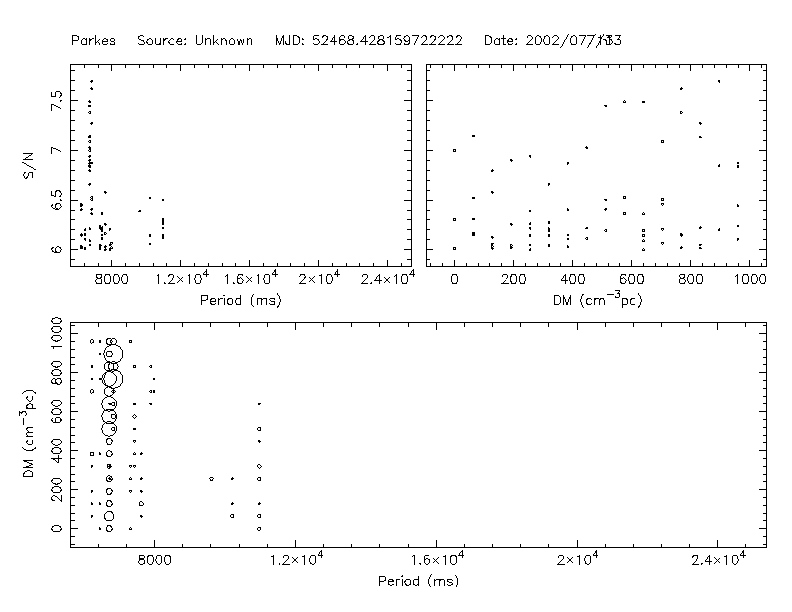 Parkes Source: Unknown MJD: 52468.428159722222 Date: 2002/07
S/N
7.5
7
6.5
6
8000 1.2×10⁴ 1.6×10⁴ 2×10⁴ 2.4×10⁴
Period (ms)
0 200 400 600 800 1000
DM (cm⁻³pc)
DM (cm⁻³pc)
1000
800
600
400
200
0
8000 1.2×10⁴ 1.6×10⁴ 2×10⁴ 2.4×10⁴
Period (ms)